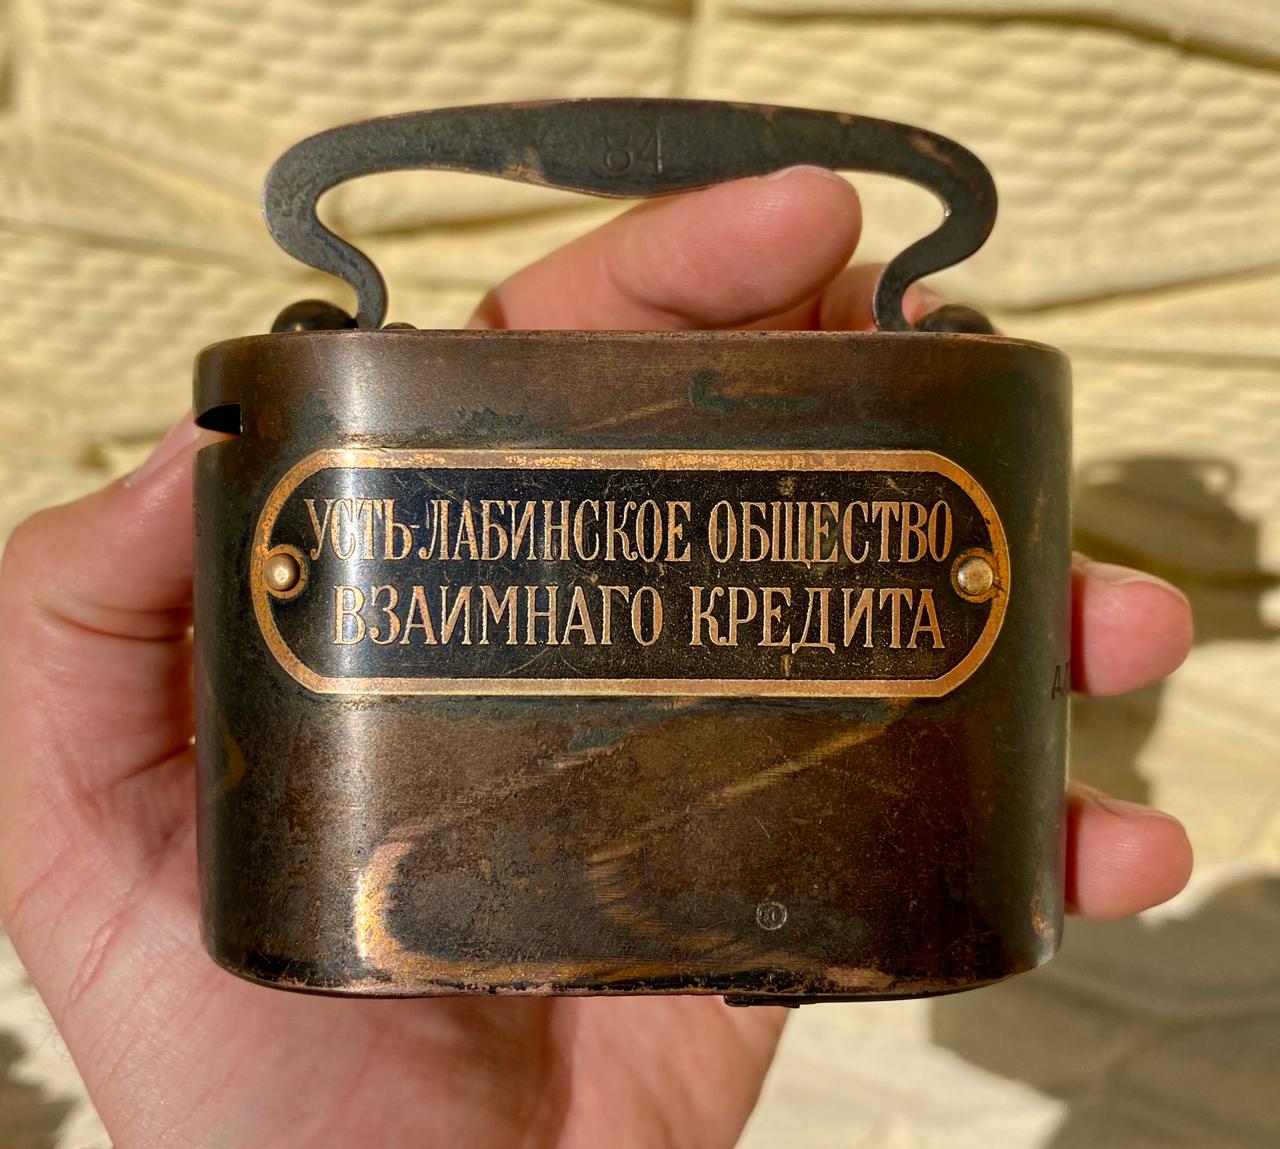 84
УСТЬ-ЛАБИНСКОЕ ОБЩЕСТВО
ВЗАИМНАГО КРЕДИТА